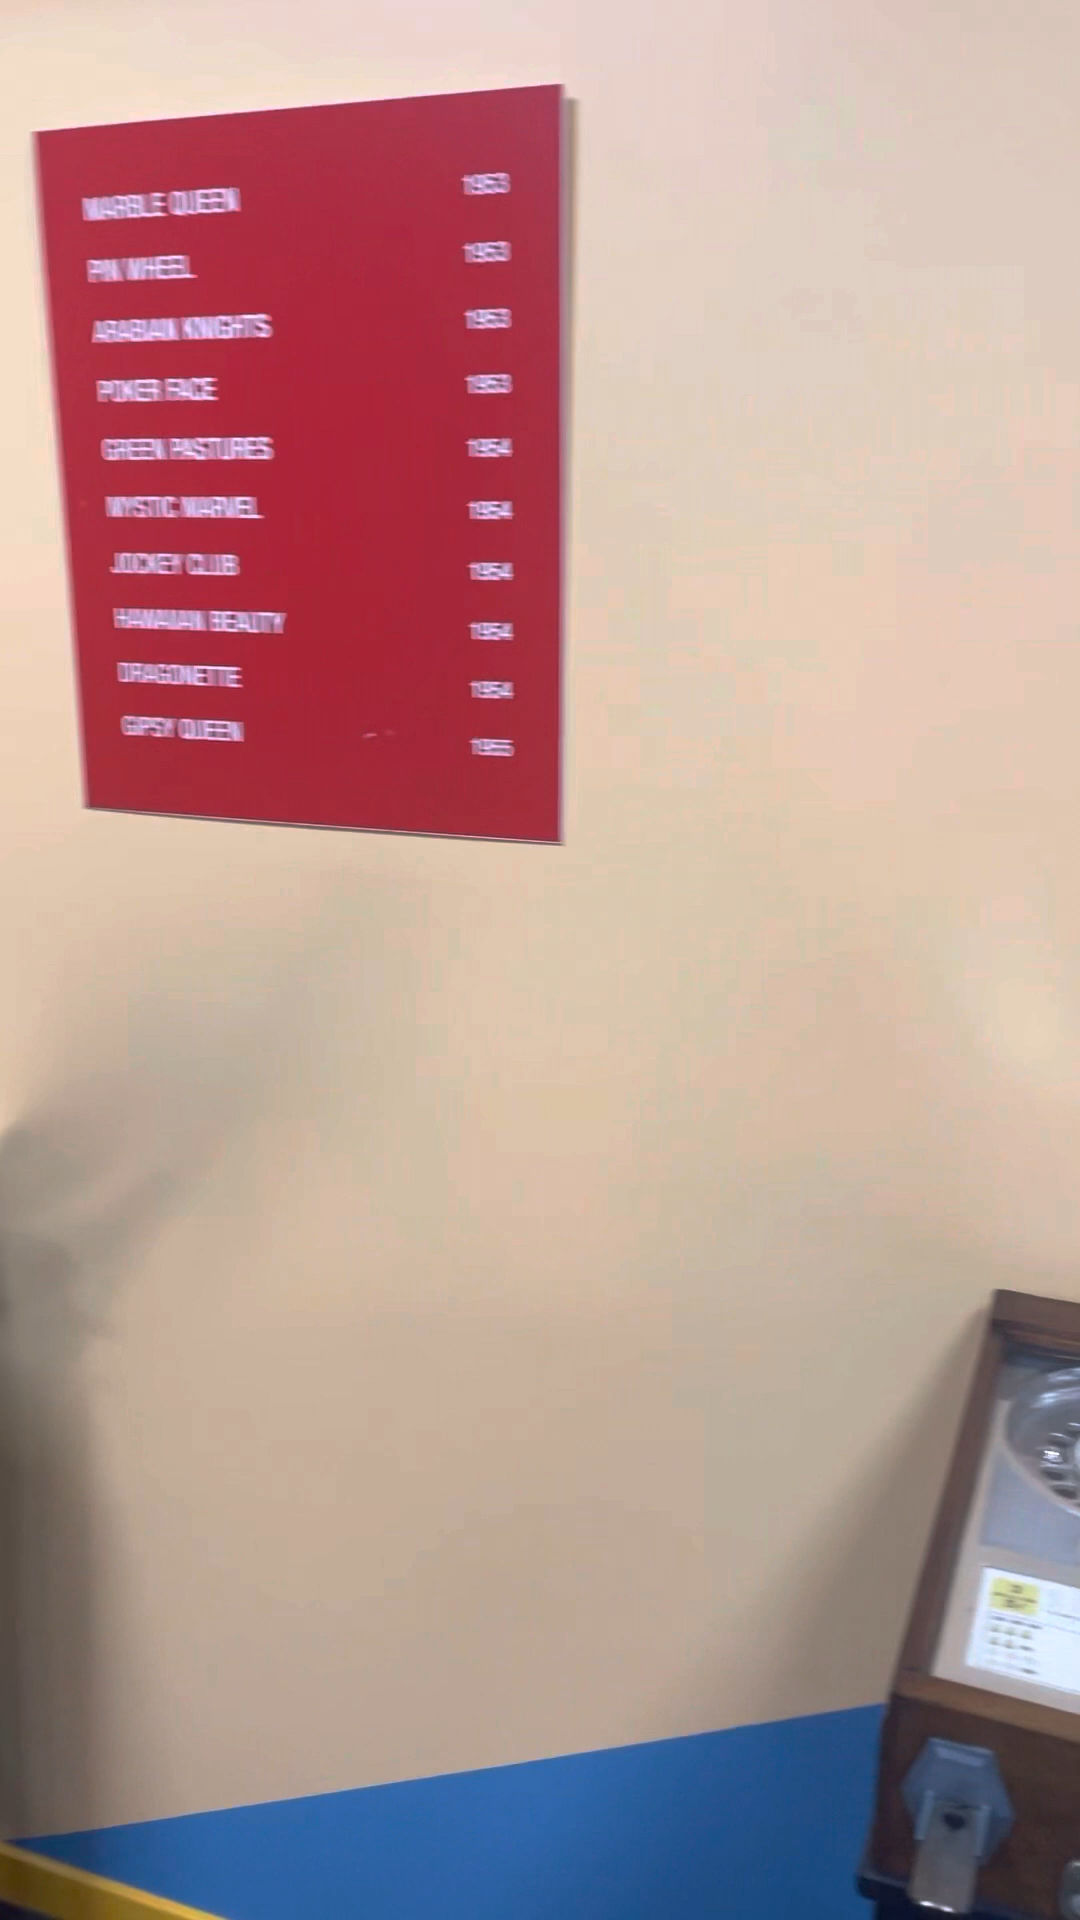 MARBLE QUEEN 1953
PIN WHEEL 1953
ARABIAN KNIGHTS 1953
POKER FACE 1953
GREEN PASTURES 1954
MYSTIC MARVEL 1954
JOCKEY CLUB 1954
HAWAIIAN BEAUTY 1954
DRAGONETTE 1954
GIPSY QUEEN 1955